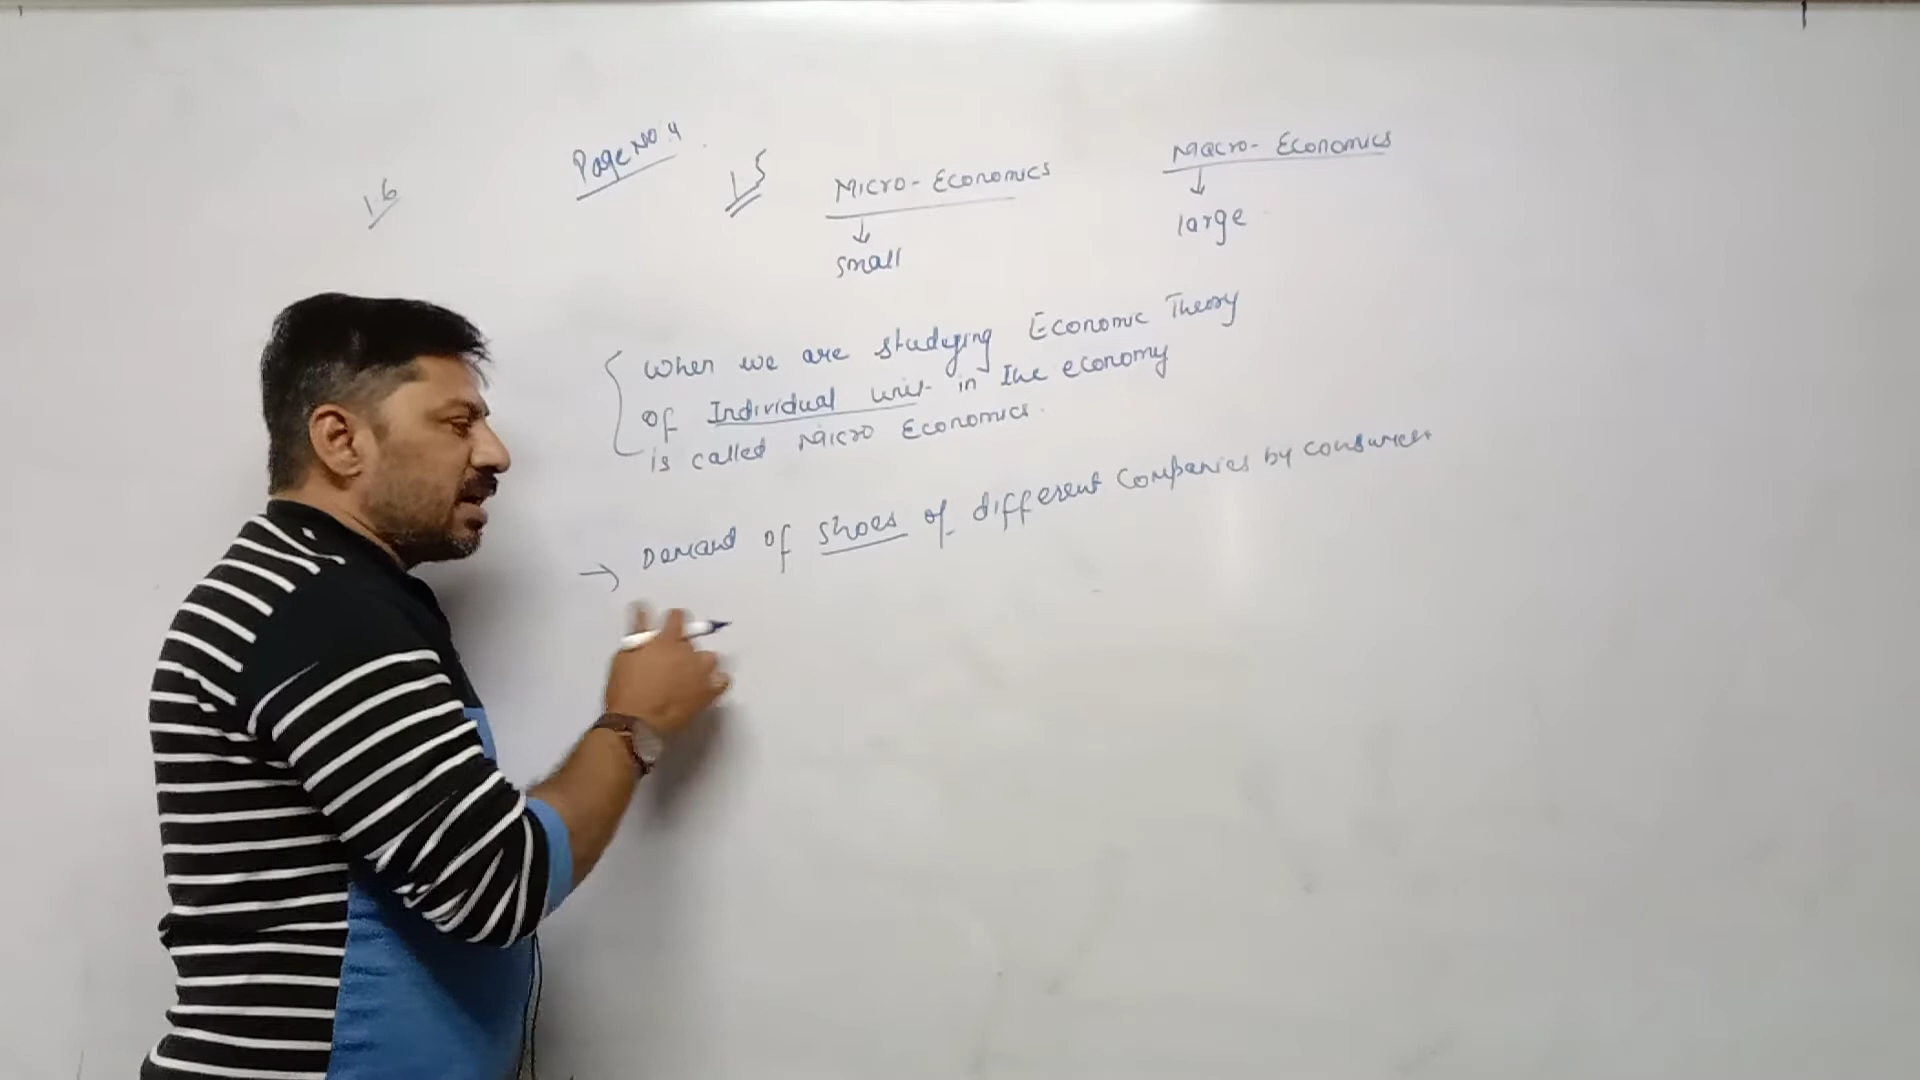 Page No. 4
1.6
1.5
Micro-Economics
↓
small
Macro-Economics
↓
large
When we are studying Economic Theory
of Individual unit in the economy
is called Micro Economics.
→ Demand of shoes of different companies by consumer